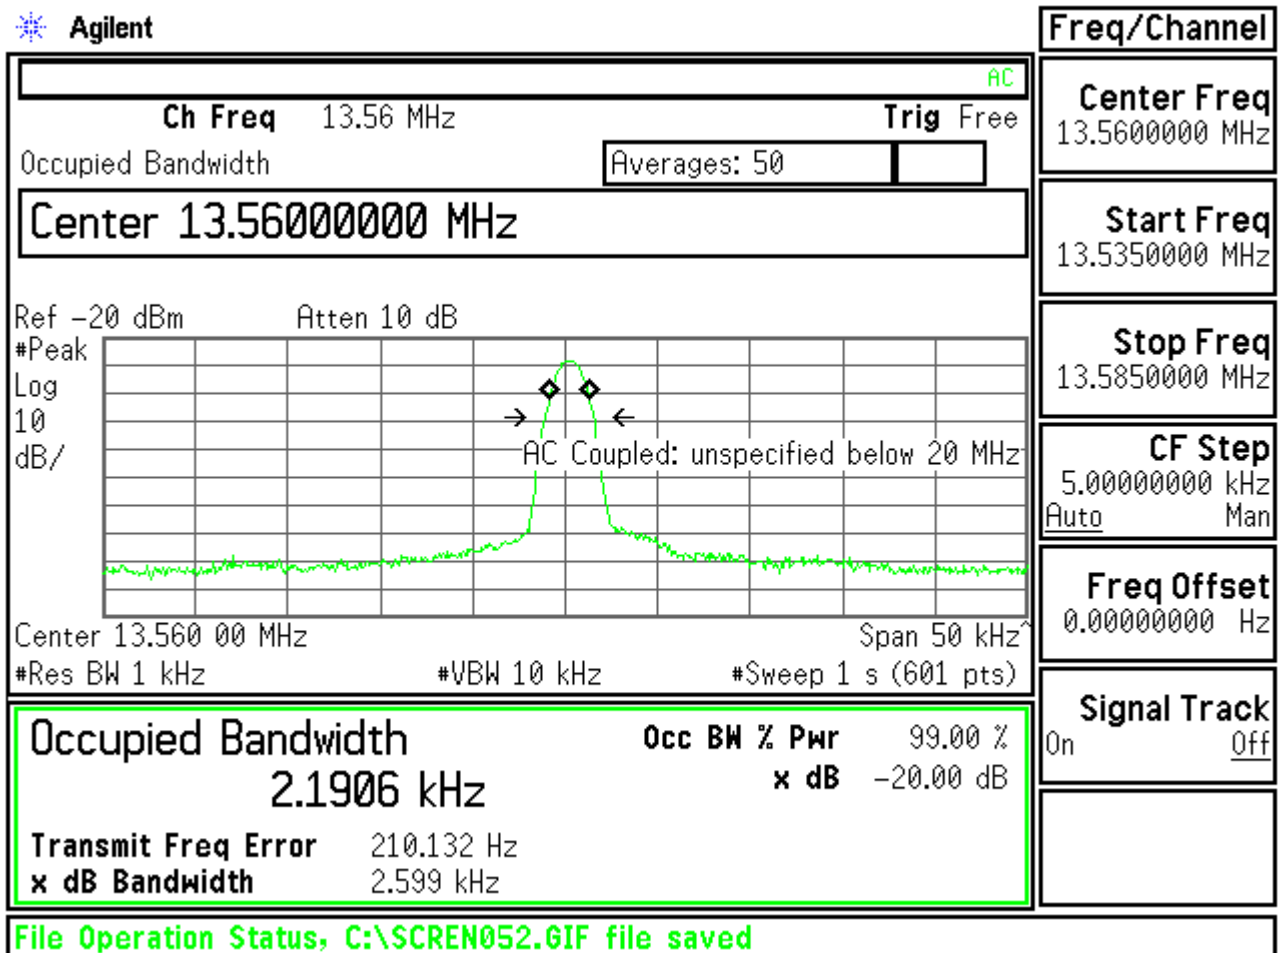 Agilent
Freq/Channel
AC
Ch Freq 13.56 MHz Trig Free
Occupied Bandwidth Averages: 50
Center 13.56000000 MHz
Ref -20 dBm Atten 10 dB
#Peak
Log
10
dB/
AC Coupled: unspecified below 20 MHz
Center 13.560 00 MHz Span 50 kHz^
#Res BW 1 kHz #VBW 10 kHz #Sweep 1 s (601 pts)
Occupied Bandwidth
2.1906 kHz
Occ BW % Pwr 99.00 %
x dB -20.00 dB
Transmit Freq Error 210.132 Hz
x dB Bandwidth 2.599 kHz
Center Freq
13.5600000 MHz
Start Freq
13.5350000 MHz
Stop Freq
13.5850000 MHz
CF Step
5.00000000 kHz
Auto Man
Freq Offset
0.00000000 Hz
Signal Track
On Off
File Operation Status, C:\SCREN052.GIF file saved